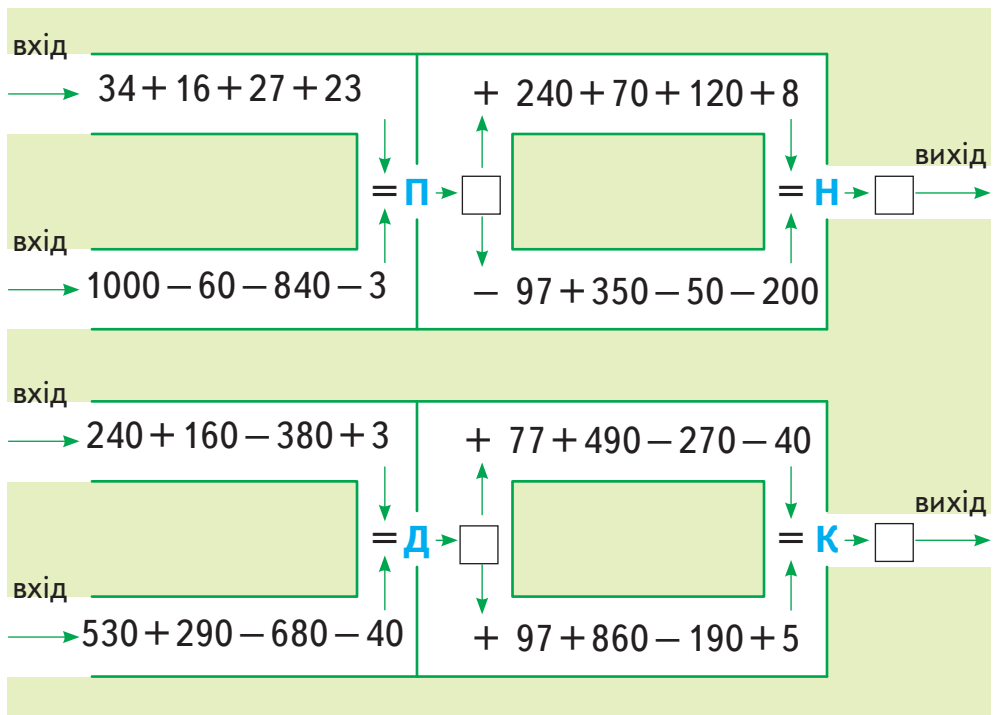 вхід
34 + 16 + 27 + 23
+ 240 + 70 + 120 + 8
вихід
= П
= Н
вхід
1000 − 60 − 840 − 3
− 97 + 350 − 50 − 200
вхід
240 + 160 − 380 + 3
+ 77 + 490 − 270 − 40
вихід
= Д
= К
вхід
530 + 290 − 680 − 40
+ 97 + 860 − 190 + 5